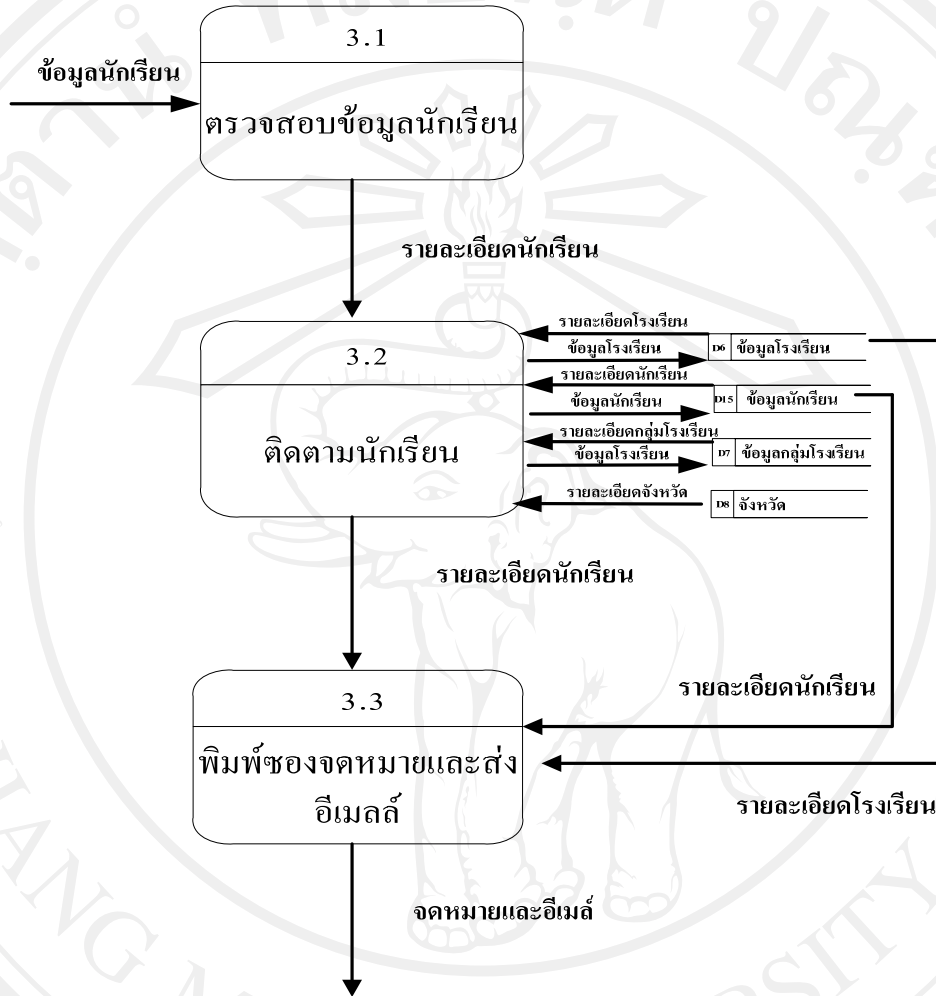 3.1
ข้อมูลนักเรียน
ตรวจสอบข้อมูลนักเรียน
รายละเอียดนักเรียน
3.2
ติดตามนักเรียน
รายละเอียดโรงเรียน
ข้อมูลโรงเรียน
D6 ข้อมูลโรงเรียน
รายละเอียดนักเรียน
ข้อมูลนักเรียน
D15 ข้อมูลนักเรียน
รายละเอียดกลุ่มโรงเรียน
ข้อมูลโรงเรียน
D7 ข้อมูลกลุ่มโรงเรียน
รายละเอียดจังหวัด
D8 จังหวัด
รายละเอียดนักเรียน
3.3
พิมพ์ซองจดหมายและส่ง
อีเมลล์
รายละเอียดนักเรียน
รายละเอียดโรงเรียน
จดหมายและอีเมล์